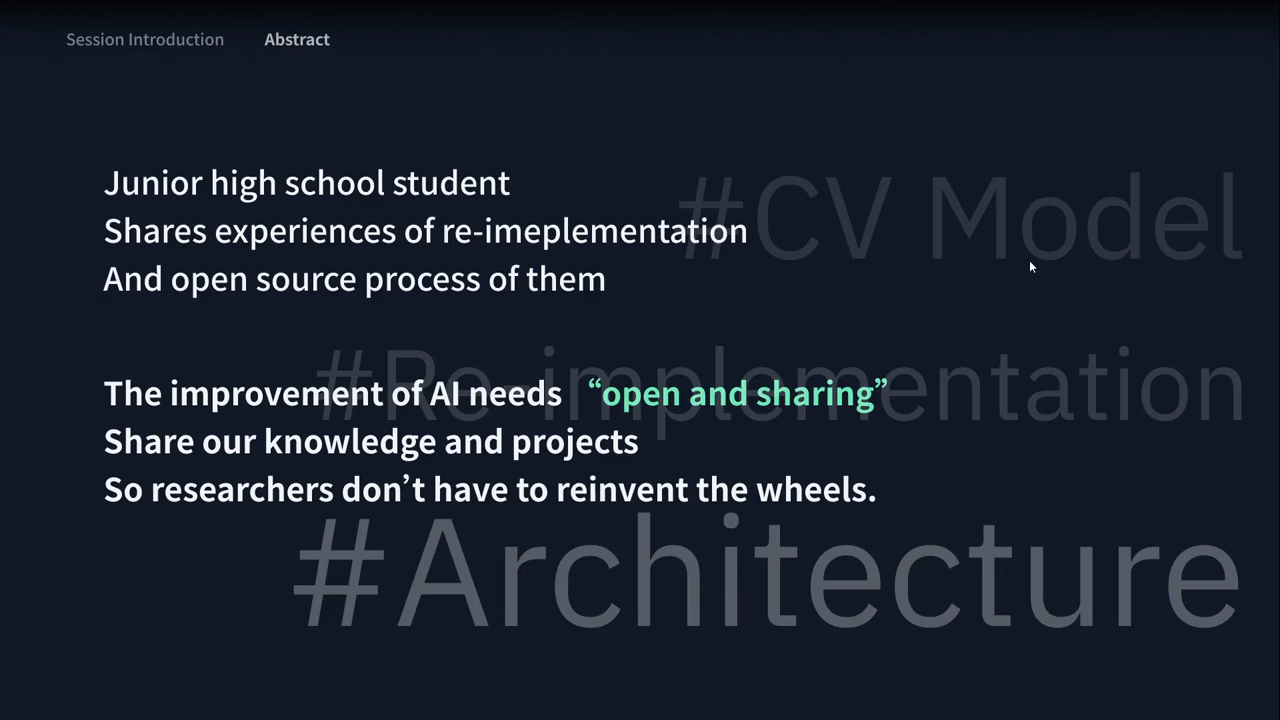 Session Introduction Abstract
Junior high school student
Shares experiences of re-imeplementation
And open source process of them
The improvement of AI needs “open and sharing”
Share our knowledge and projects
So researchers don’t have to reinvent the wheels.
#CV Model
#Re-implementation
#Architecture